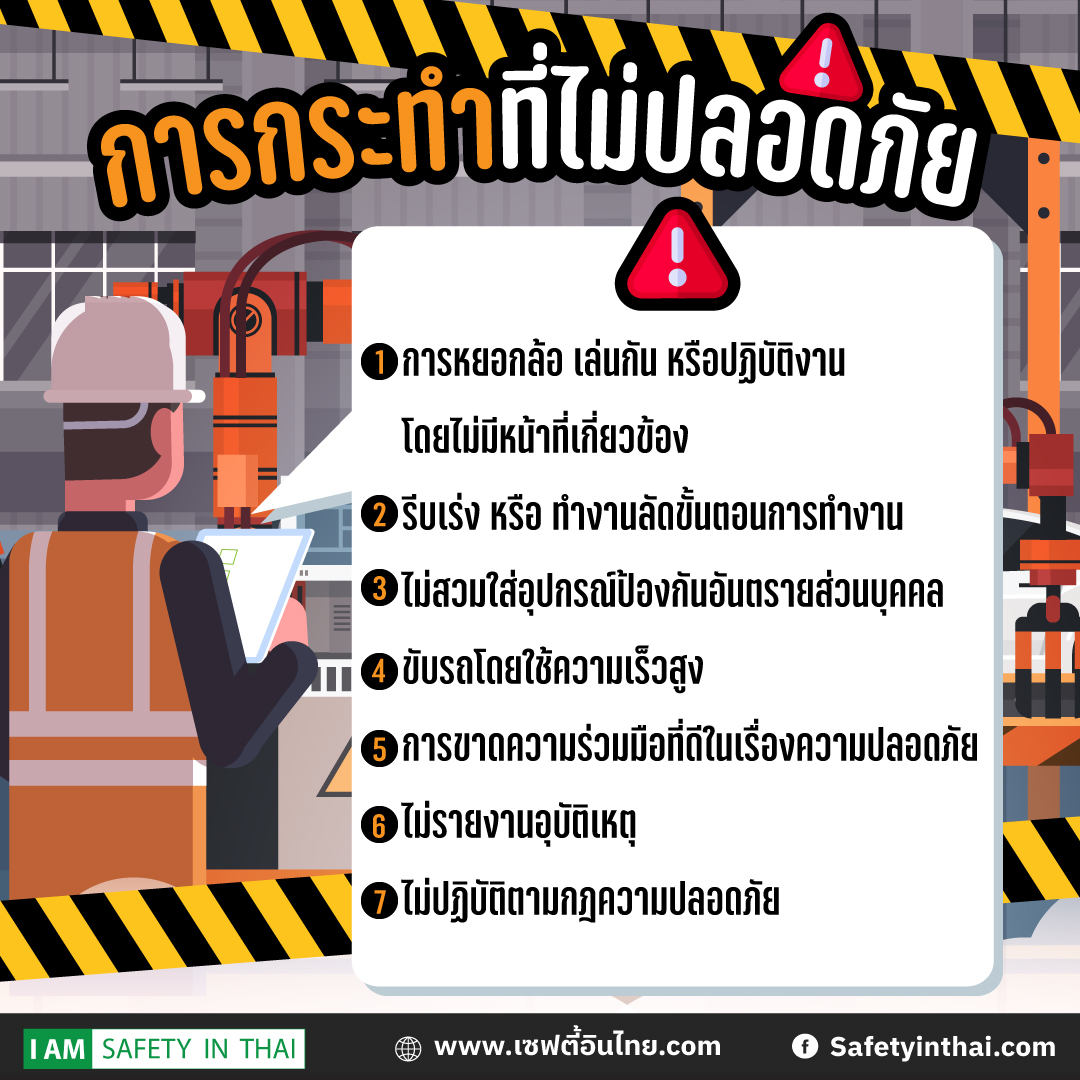 การกระทำที่ไม่ปลอดภัย
1 การหยอกล้อ เล่นกัน หรือปฏิบัติงาน
โดยไม่มีหน้าที่เกี่ยวข้อง
2 รีบเร่ง หรือ ทำงานลัดขั้นตอนการทำงาน
3 ไม่สวมใส่อุปกรณ์ป้องกันอันตรายส่วนบุคคล
4 ขับรถโดยใช้ความเร็วสูง
5 การขาดความร่วมมือที่ดีในเรื่องความปลอดภัย
6 ไม่รายงานอุบัติเหตุ
7 ไม่ปฏิบัติตามกฎความปลอดภัย
I AM SAFETY IN THAI
www.เซฟตี้อินไทย.com
Safetyinthai.com